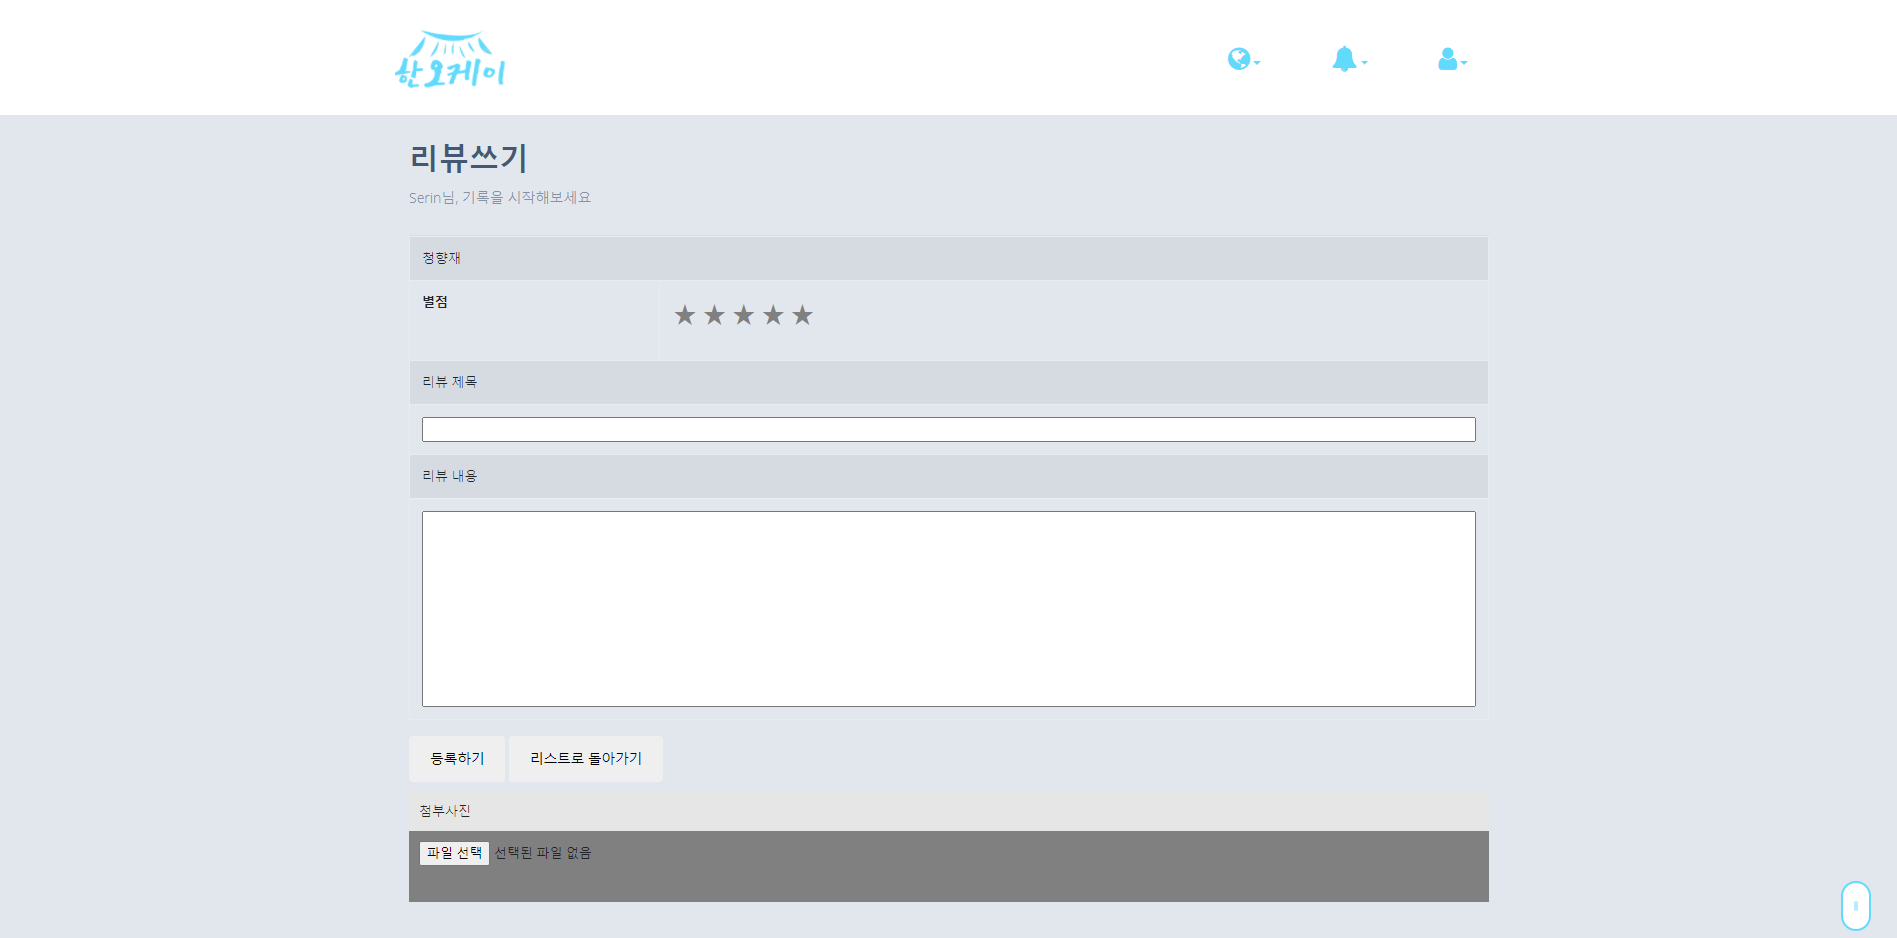 한오케이
리뷰쓰기
Serin님, 기록을 시작해보세요
청향재
별점
★ ★ ★ ★ ★
리뷰 제목
리뷰 내용
등록하기 리스트로 돌아가기
첨부사진
파일 선택 선택된 파일 없음